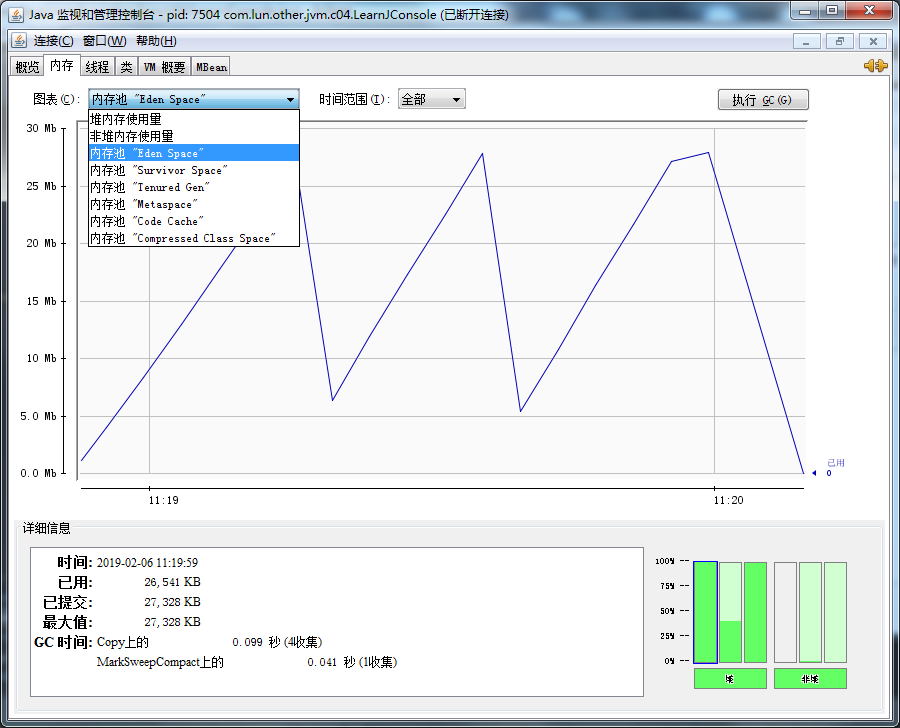 Java 监视和管理控制台 - pid: 7504 com.lun.other.jvm.c04.LearnJConsole (已断开连接)
连接(C) 窗口(W) 帮助(H)
概览 内存 线程 类 VM 概要 MBean
图表(C): 内存池 "Eden Space" 时间范围(I): 全部 执行 GC(G)
堆内存使用量
非堆内存使用量
内存池 "Eden Space"
内存池 "Survivor Space"
内存池 "Tenured Gen"
内存池 "Metaspace"
内存池 "Code Cache"
内存池 "Compressed Class Space"
30 Mb
25 Mb
20 Mb
15 Mb
10 Mb
5.0 Mb
0.0 Mb
已用
0
11:19 11:20
详细信息
时间: 2019-02-06 11:19:59
已用: 26,541 KB
已提交: 27,328 KB
最大值: 27,328 KB
GC 时间: Copy上的 0.099 秒 (4收集)
MarkSweepCompact上的 0.041 秒 (1收集)
100% --
75% --
50% --
25% --
0% --
堆 非堆